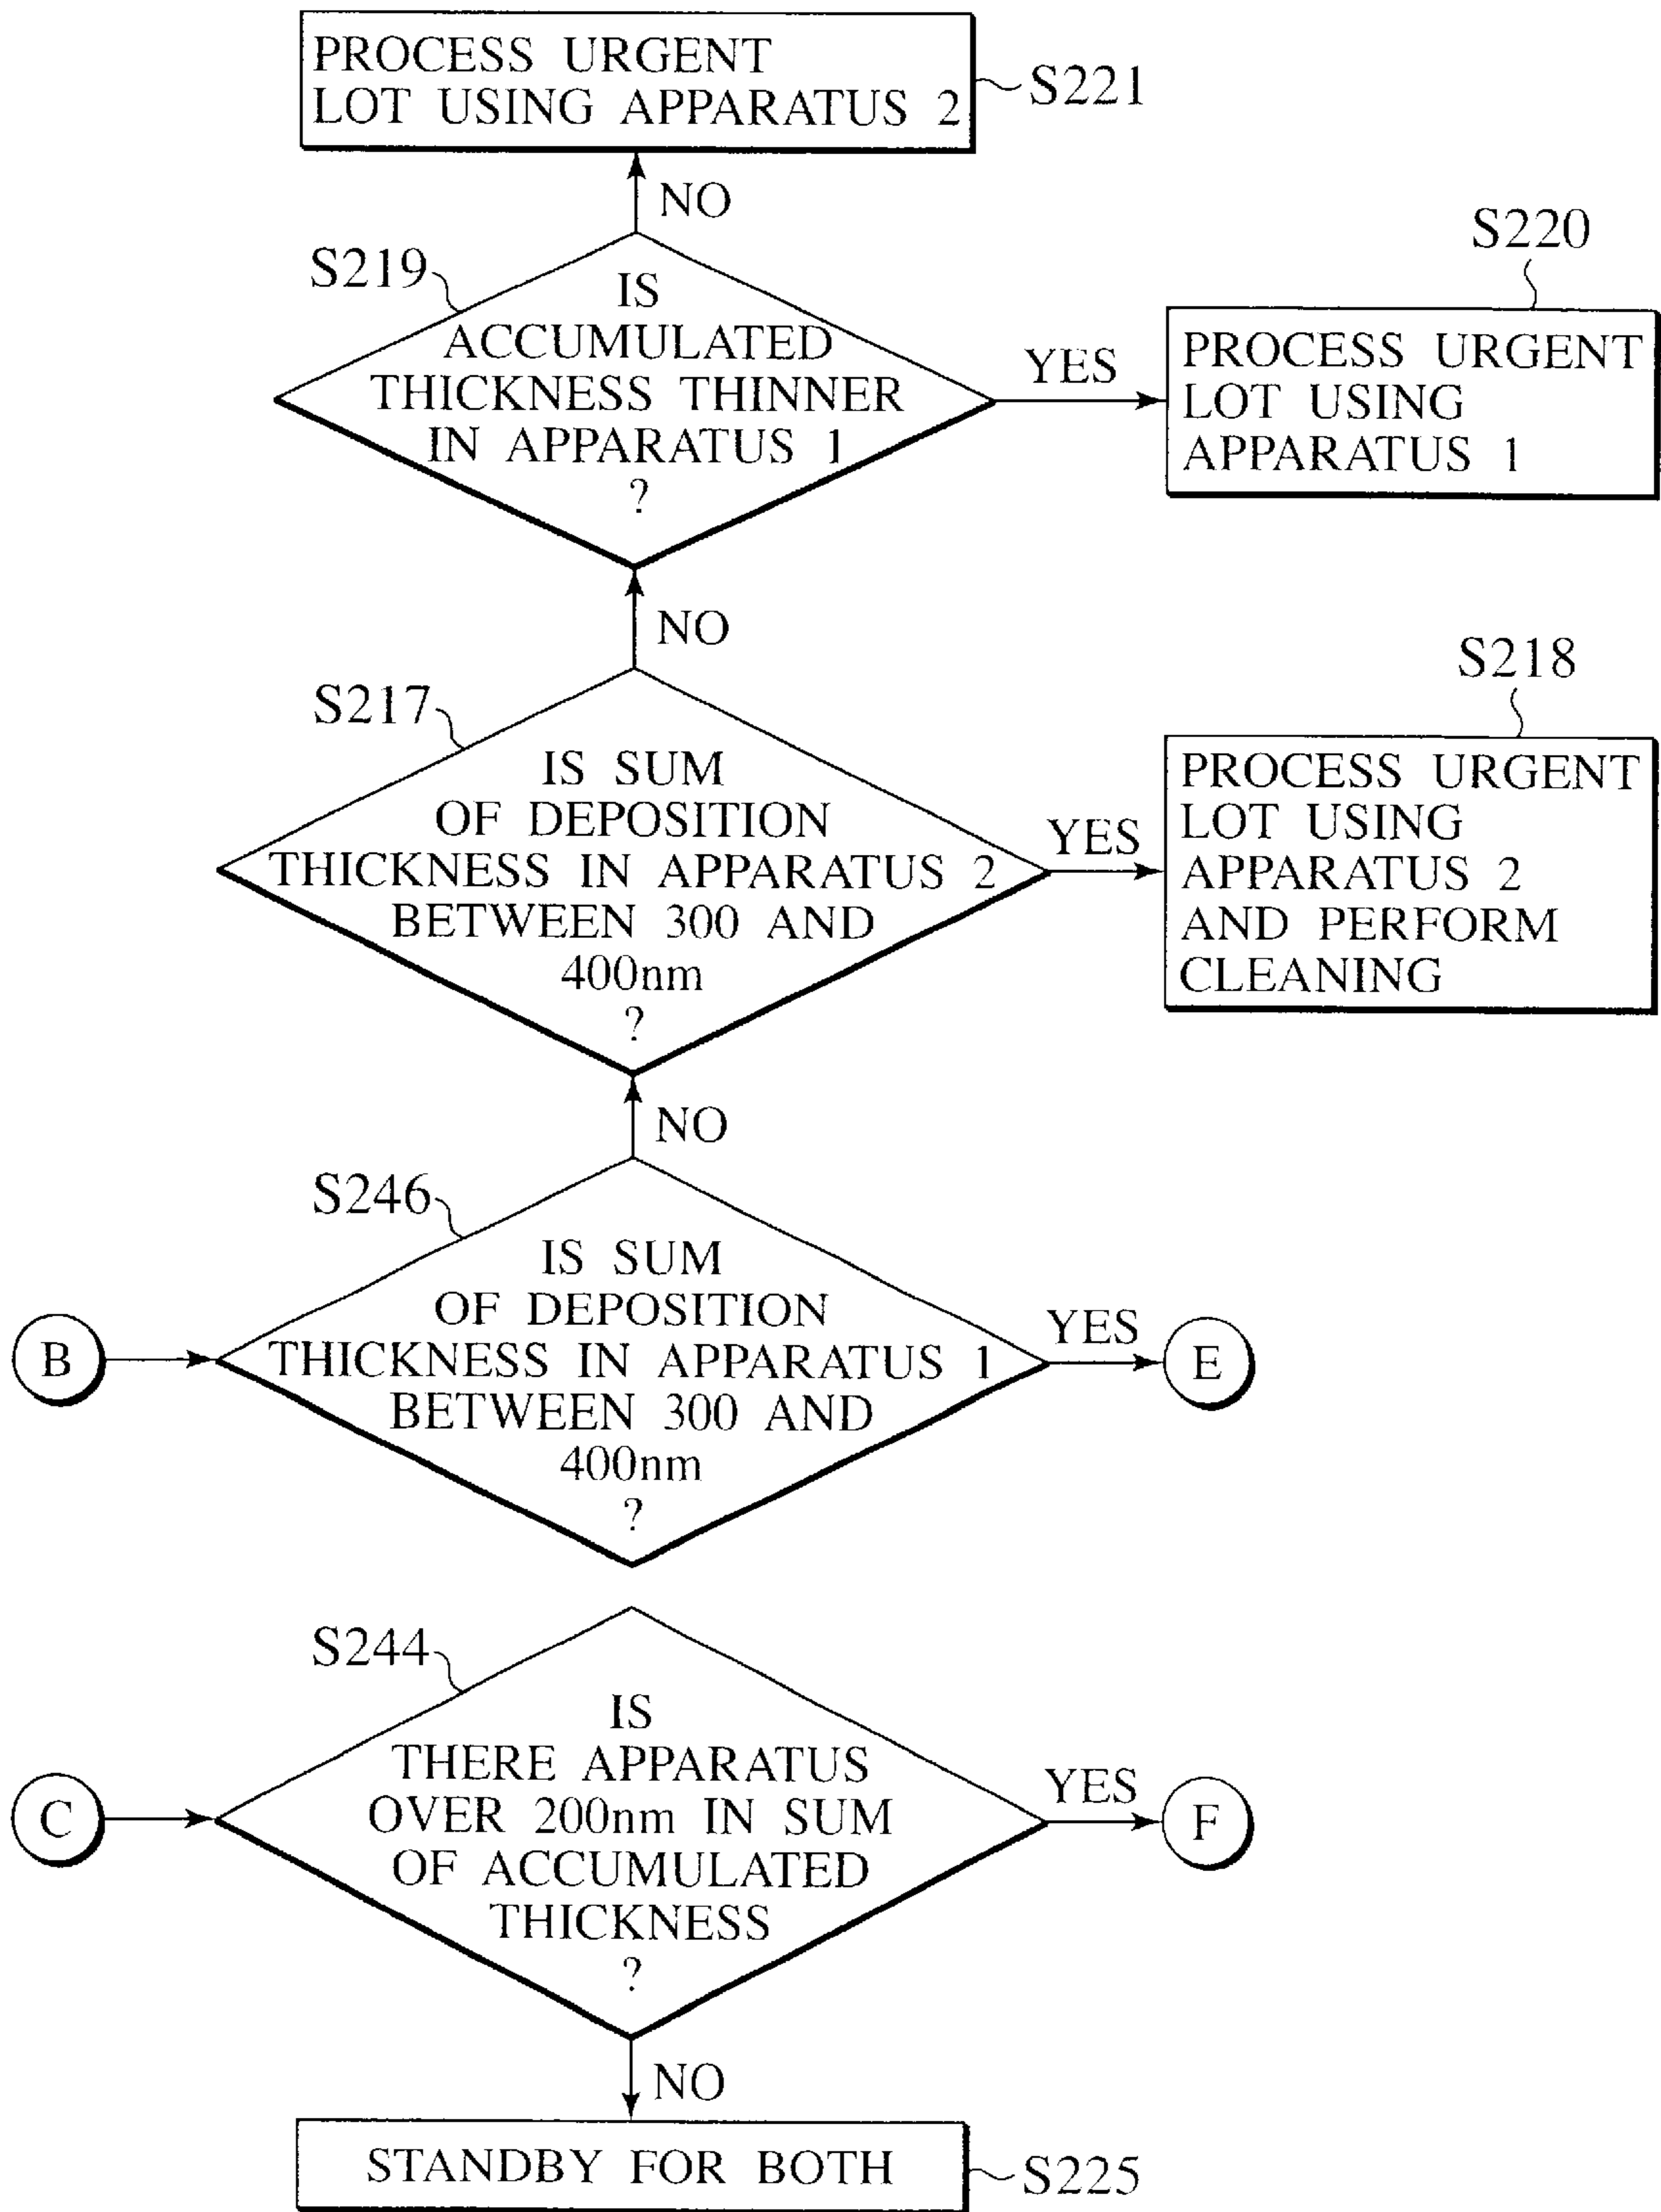 PROCESS URGENT
LOT USING APPARATUS 2
S221
NO
S219
IS
ACCUMULATED
THICKNESS THINNER
IN APPARATUS 1
?
YES
S220
PROCESS URGENT
LOT USING
APPARATUS 1
NO
S217
IS SUM
OF DEPOSITION
THICKNESS IN APPARATUS 2
BETWEEN 300 AND
400nm
?
YES
S218
PROCESS URGENT
LOT USING
APPARATUS 2
AND PERFORM
CLEANING
NO
S246
B
IS SUM
OF DEPOSITION
THICKNESS IN APPARATUS 1
BETWEEN 300 AND
400nm
?
YES
E
S244
C
IS
THERE APPARATUS
OVER 200nm IN SUM
OF ACCUMULATED
THICKNESS
?
YES
F
NO
STANDBY FOR BOTH
S225